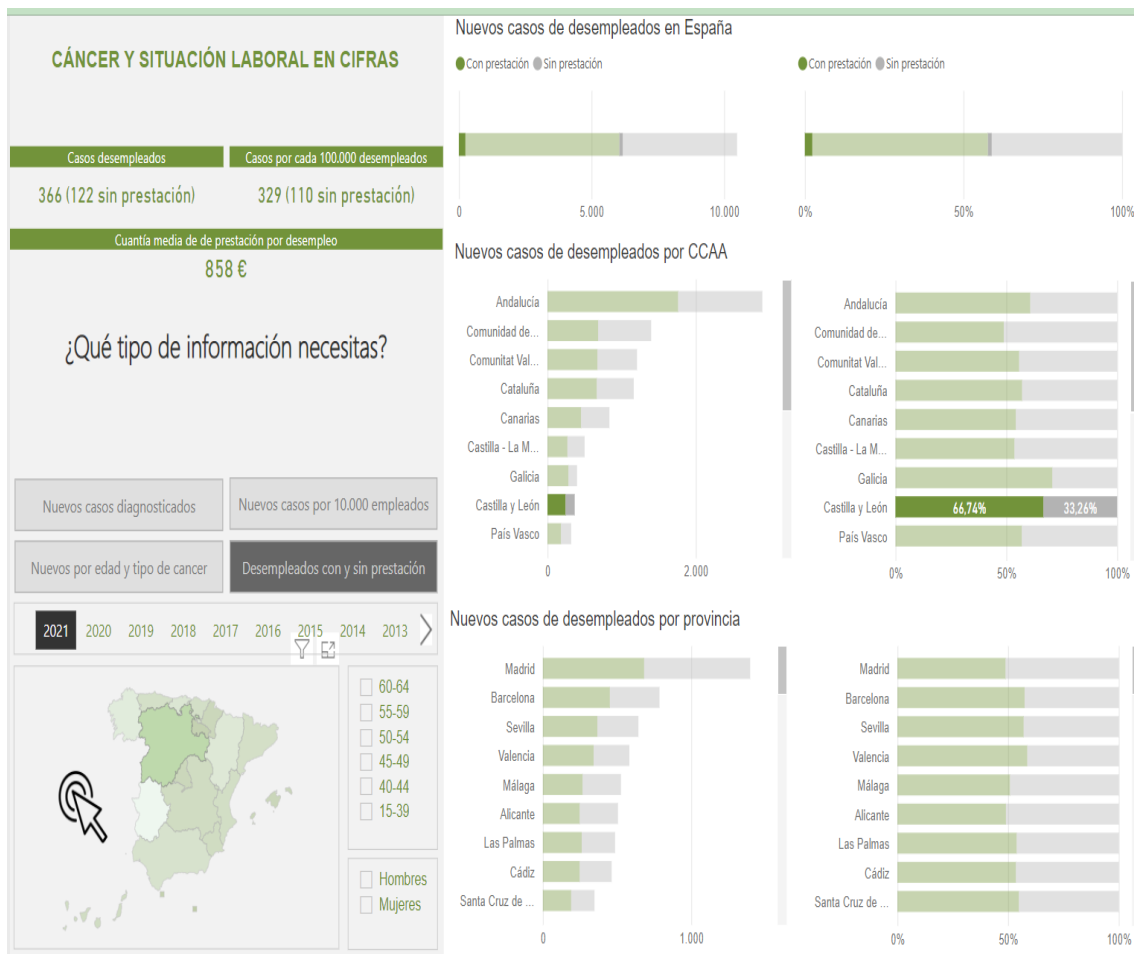 CÁNCER Y SITUACIÓN LABORAL EN CIFRAS
Casos desempleados
Casos por cada 100.000 desempleados
366 (122 sin prestación)
329 (110 sin prestación)
Cuantía media de de prestación por desempleo
858 €
¿Qué tipo de información necesitas?
Nuevos casos diagnosticados
Nuevos casos por 10.000 empleados
Nuevos por edad y tipo de cancer
Desempleados con y sin prestación
2021 2020 2019 2018 2017 2016 2015 2014 2013
60-64
55-59
50-54
45-49
40-44
15-39
Hombres
Mujeres
Nuevos casos de desempleados en España
Con prestación Sin prestación
0 5.000 10.000
Con prestación Sin prestación
0% 50% 100%
Nuevos casos de desempleados por CCAA
Andalucía
Comunidad de...
Comunitat Val...
Cataluña
Canarias
Castilla - La M...
Galicia
Castilla y León
País Vasco
0 2.000
Andalucía
Comunidad de...
Comunitat Val...
Cataluña
Canarias
Castilla - La M...
Galicia
Castilla y León 66,74% 33,26%
País Vasco
0% 50% 100%
Nuevos casos de desempleados por provincia
Madrid
Barcelona
Sevilla
Valencia
Málaga
Alicante
Las Palmas
Cádiz
Santa Cruz de ...
0 1.000
Madrid
Barcelona
Sevilla
Valencia
Málaga
Alicante
Las Palmas
Cádiz
Santa Cruz de ...
0% 50% 100%